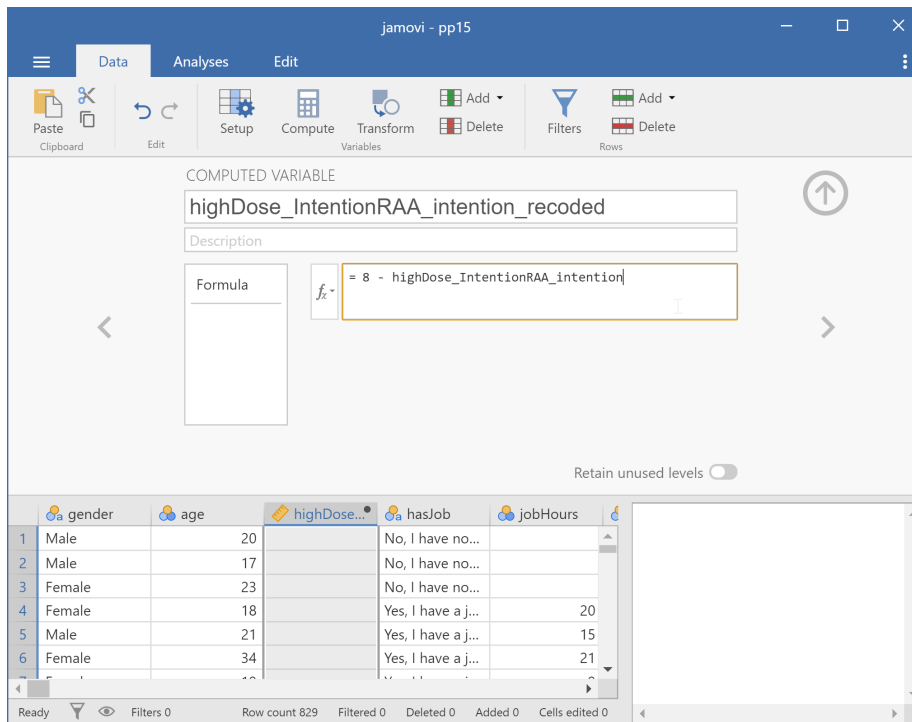 jamovi - pp15
Data Analyses Edit
Paste Setup Compute Transform Add Delete Filters Add Delete
Clipboard Edit Variables Rows
COMPUTED VARIABLE
highDose_IntentionRAA_intention_recoded
Description
Formula
fx
= 8 - highDose_IntentionRAA_intention
Retain unused levels
gender age highDose... hasJob jobHours
1 Male 20 No, I have no...
2 Male 17 No, I have no...
3 Female 23 No, I have no...
4 Female 18 Yes, I have a j... 20
5 Male 21 Yes, I have a j... 15
6 Female 34 Yes, I have a j... 21
Ready Filters 0 Row count 829 Filtered 0 Deleted 0 Added 0 Cells edited 0